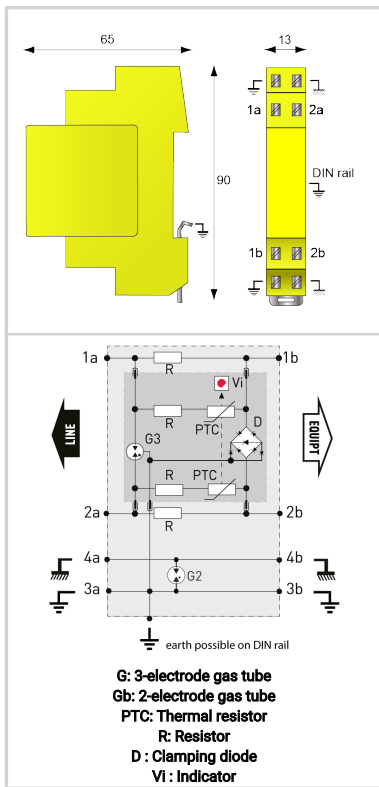 65
13
1a
2a
90
DIN rail
1b
2b
1a
1b
R
Vi
R
PTC
D
G3
LINE
EQUIPT
R
PTC
2a
2b
R
4a
4b
G2
3a
3b
earth possible on DIN rail
G: 3-electrode gas tube
Gb: 2-electrode gas tube
PTC: Thermal resistor
R: Resistor
D : Clamping diode
Vi : Indicator